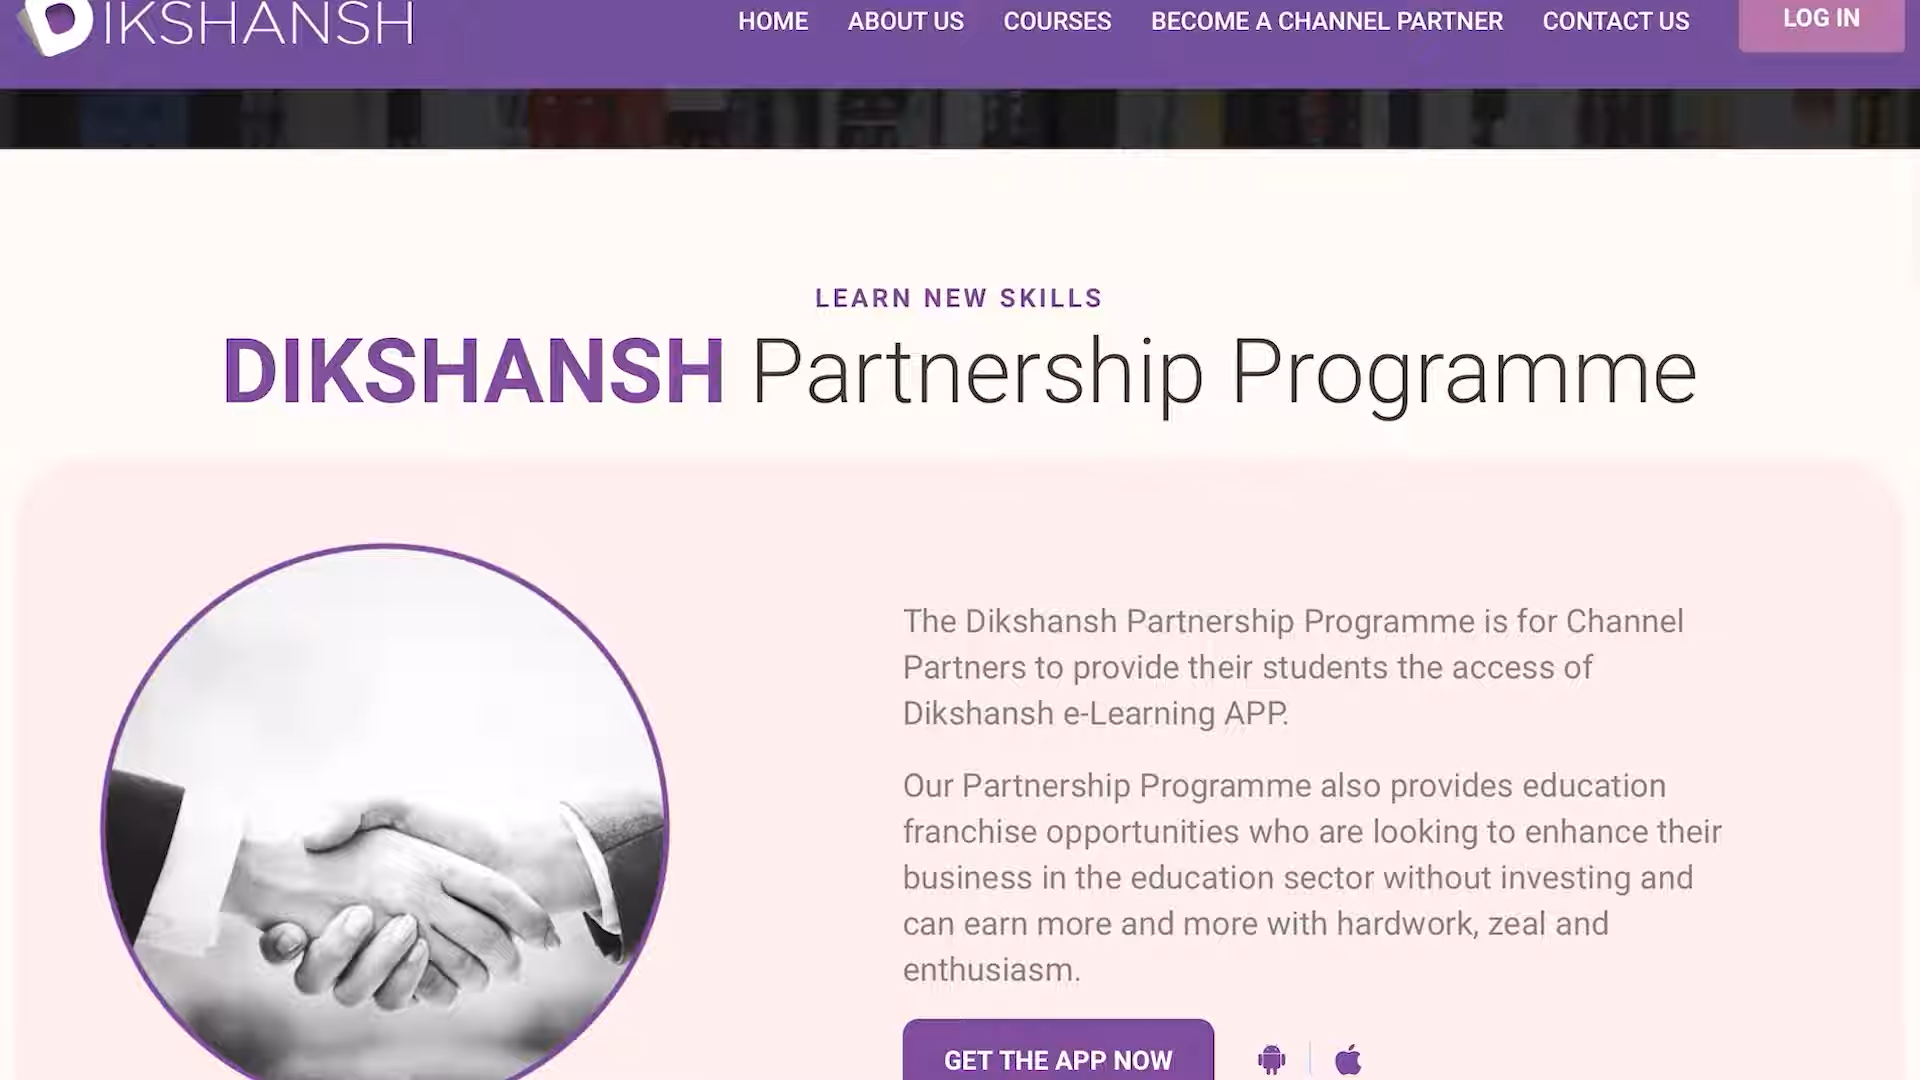 DIKSHANSH
HOME ABOUT US COURSES BECOME A CHANNEL PARTNER CONTACT US LOG IN
LEARN NEW SKILLS
DIKSHANSH Partnership Programme
The Dikshansh Partnership Programme is for Channel
Partners to provide their students the access of
Dikshansh e-Learning APP.
Our Partnership Programme also provides education
franchise opportunities who are looking to enhance their
business in the education sector without investing and
can earn more and more with hardwork, zeal and
enthusiasm.
GET THE APP NOW